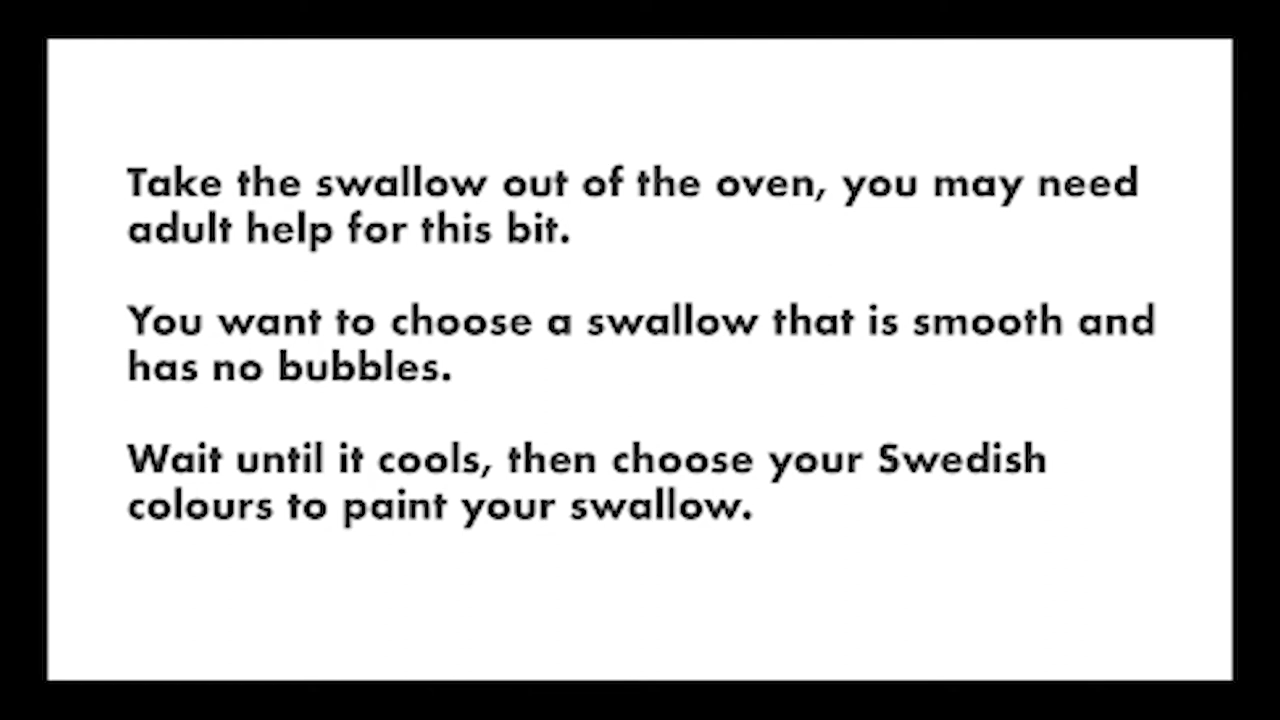 Take the swallow out of the oven, you may need
adult help for this bit.
You want to choose a swallow that is smooth and
has no bubbles.
Wait until it cools, then choose your Swedish
colours to paint your swallow.